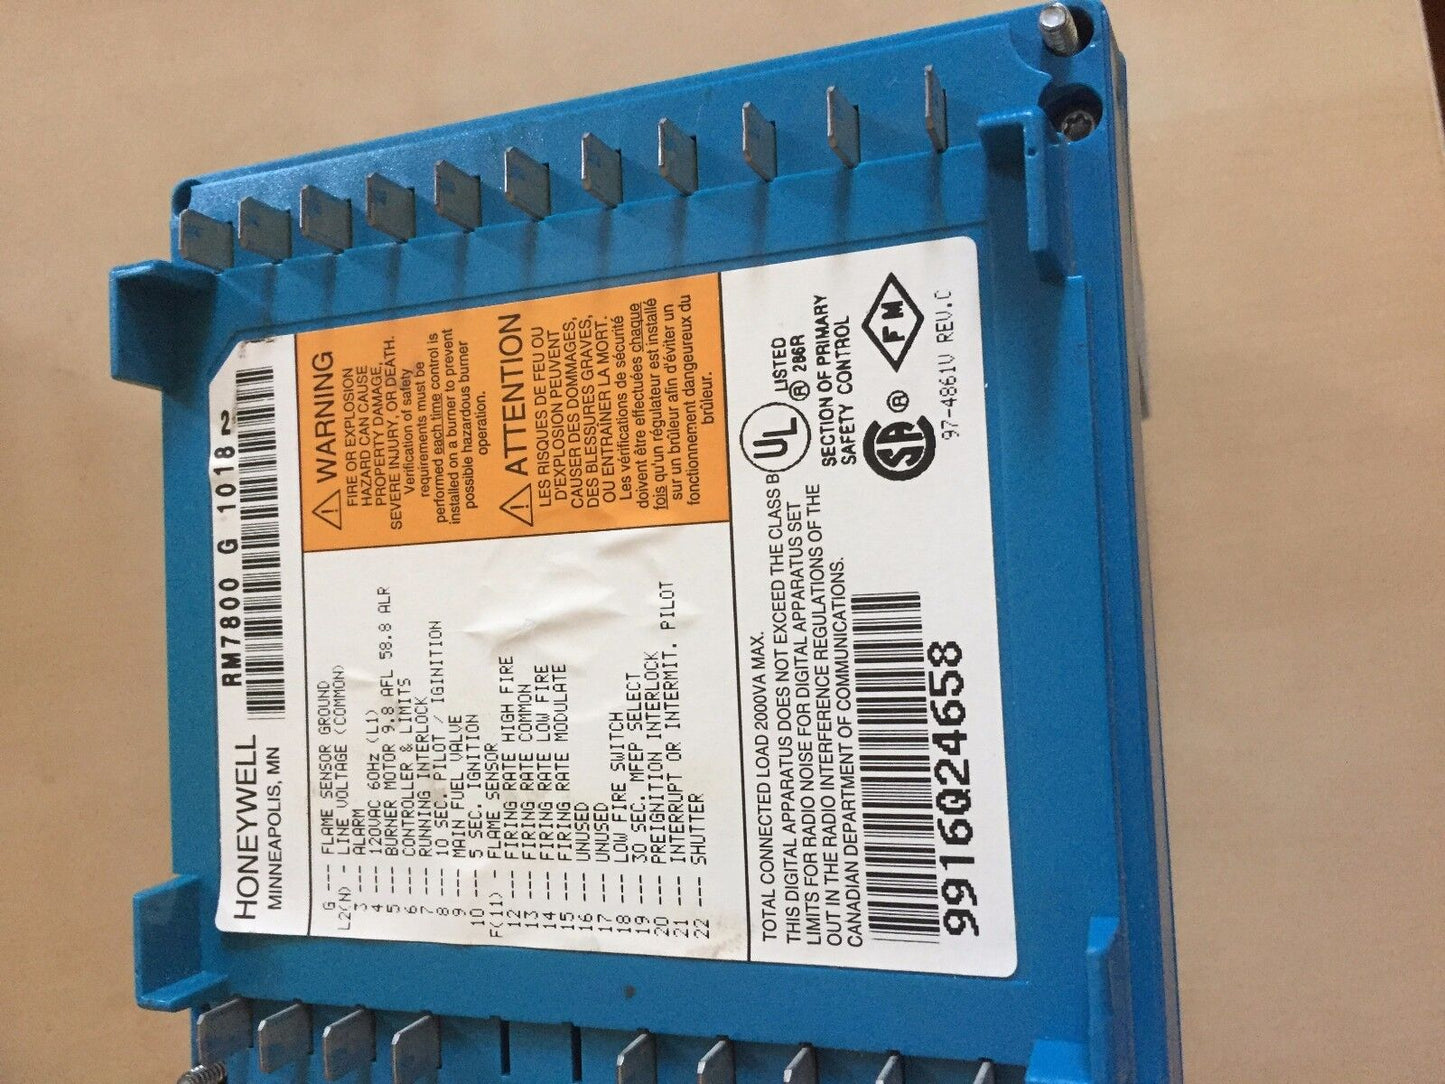 HONEYWELL
MINNEAPOLIS, MN
RM7800 G 1018 2
G --- FLAME SENSOR GROUND
L2(N) - LINE VOLTAGE (COMMON)
3 --- ALARM
4 --- 120VAC 60Hz (L1)
5 --- BURNER MOTOR 9.8 AFL 58.8 ALR
6 --- CONTROLLER & LIMITS
7 --- RUNNING INTERLOCK
8 --- 10 SEC. PILOT / IGINITION
9 --- MAIN FUEL VALVE
10 --- 5 SEC. IGNITION
F(11) - FLAME SENSOR
12 --- FIRING RATE HIGH FIRE
13 --- FIRING RATE COMMON
14 --- FIRING RATE LOW FIRE
15 --- FIRING RATE MODULATE
16 --- UNUSED
17 --- UNUSED
18 --- LOW FIRE SWITCH
19 --- 30 SEC. MFEP SELECT
20 --- PREIGNITION INTERLOCK
21 --- INTERRUPT OR INTERMIT. PILOT
22 --- SHUTTER
WARNING
FIRE OR EXPLOSION
HAZARD CAN CAUSE
PROPERTY DAMAGE,
SEVERE INJURY, OR DEATH.
Verification of safety
requirements must be
performed each time control is
installed on a burner to prevent
possible hazardous burner
operation.
ATTENTION
LES RISQUES DE FEU OU
D'EXPLOSION PEUVENT
CAUSER DES DOMMAGES,
DES BLESSURES GRAVES,
OU ENTRAÎNER LA MORT.
Les vérifications de sécurité
doivent être effectuées chaque
fois qu'un régulateur est installé
sur un brûleur afin d'éviter un
fonctionnement dangeureux du
brûleur.
TOTAL CONNECTED LOAD 2000VA MAX.
THIS DIGITAL APPARATUS DOES NOT EXCEED THE CLASS B
LIMITS FOR RADIO NOISE FOR DIGITAL APPARATUS SET
OUT IN THE RADIO INTERFERENCE REGULATIONS OF THE
CANADIAN DEPARTMENT OF COMMUNICATIONS.
9916Q24658
UL ® LISTED
286R
SECTION OF PRIMARY
SAFETY CONTROL
SA ®
FM
97-4861V REV.C